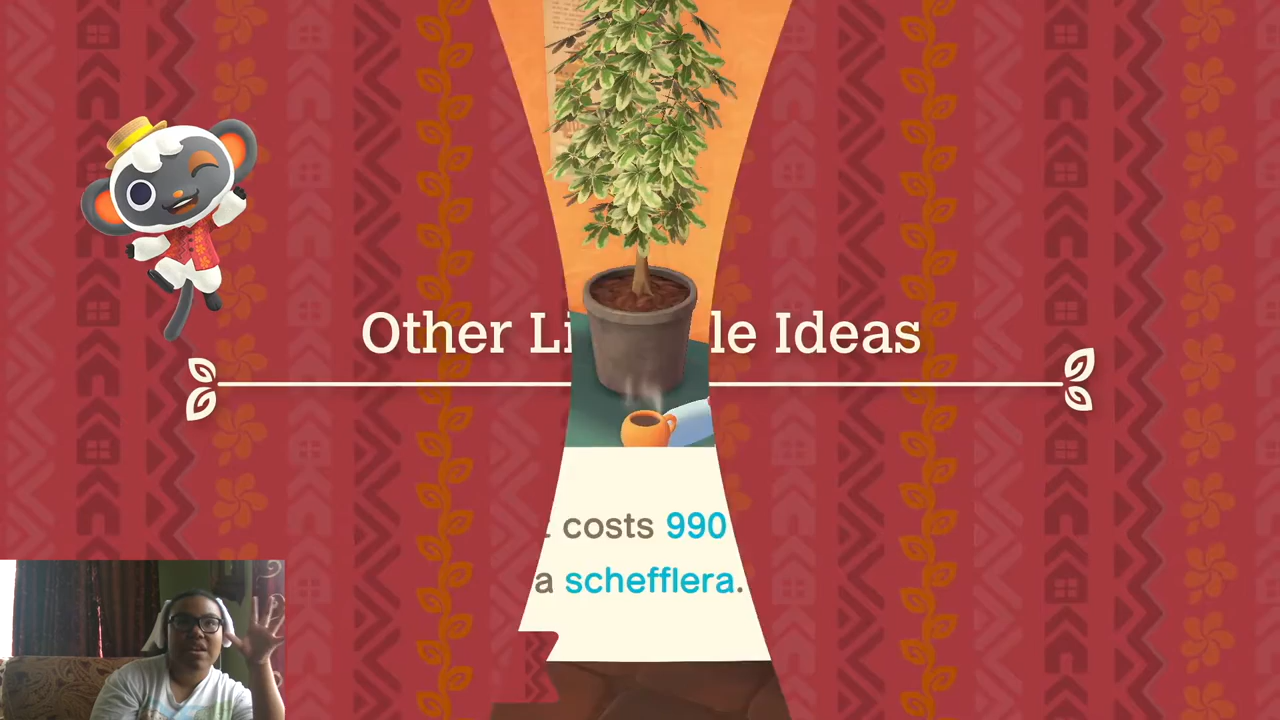 Other Li le Ideas
costs 990
a schefflera.